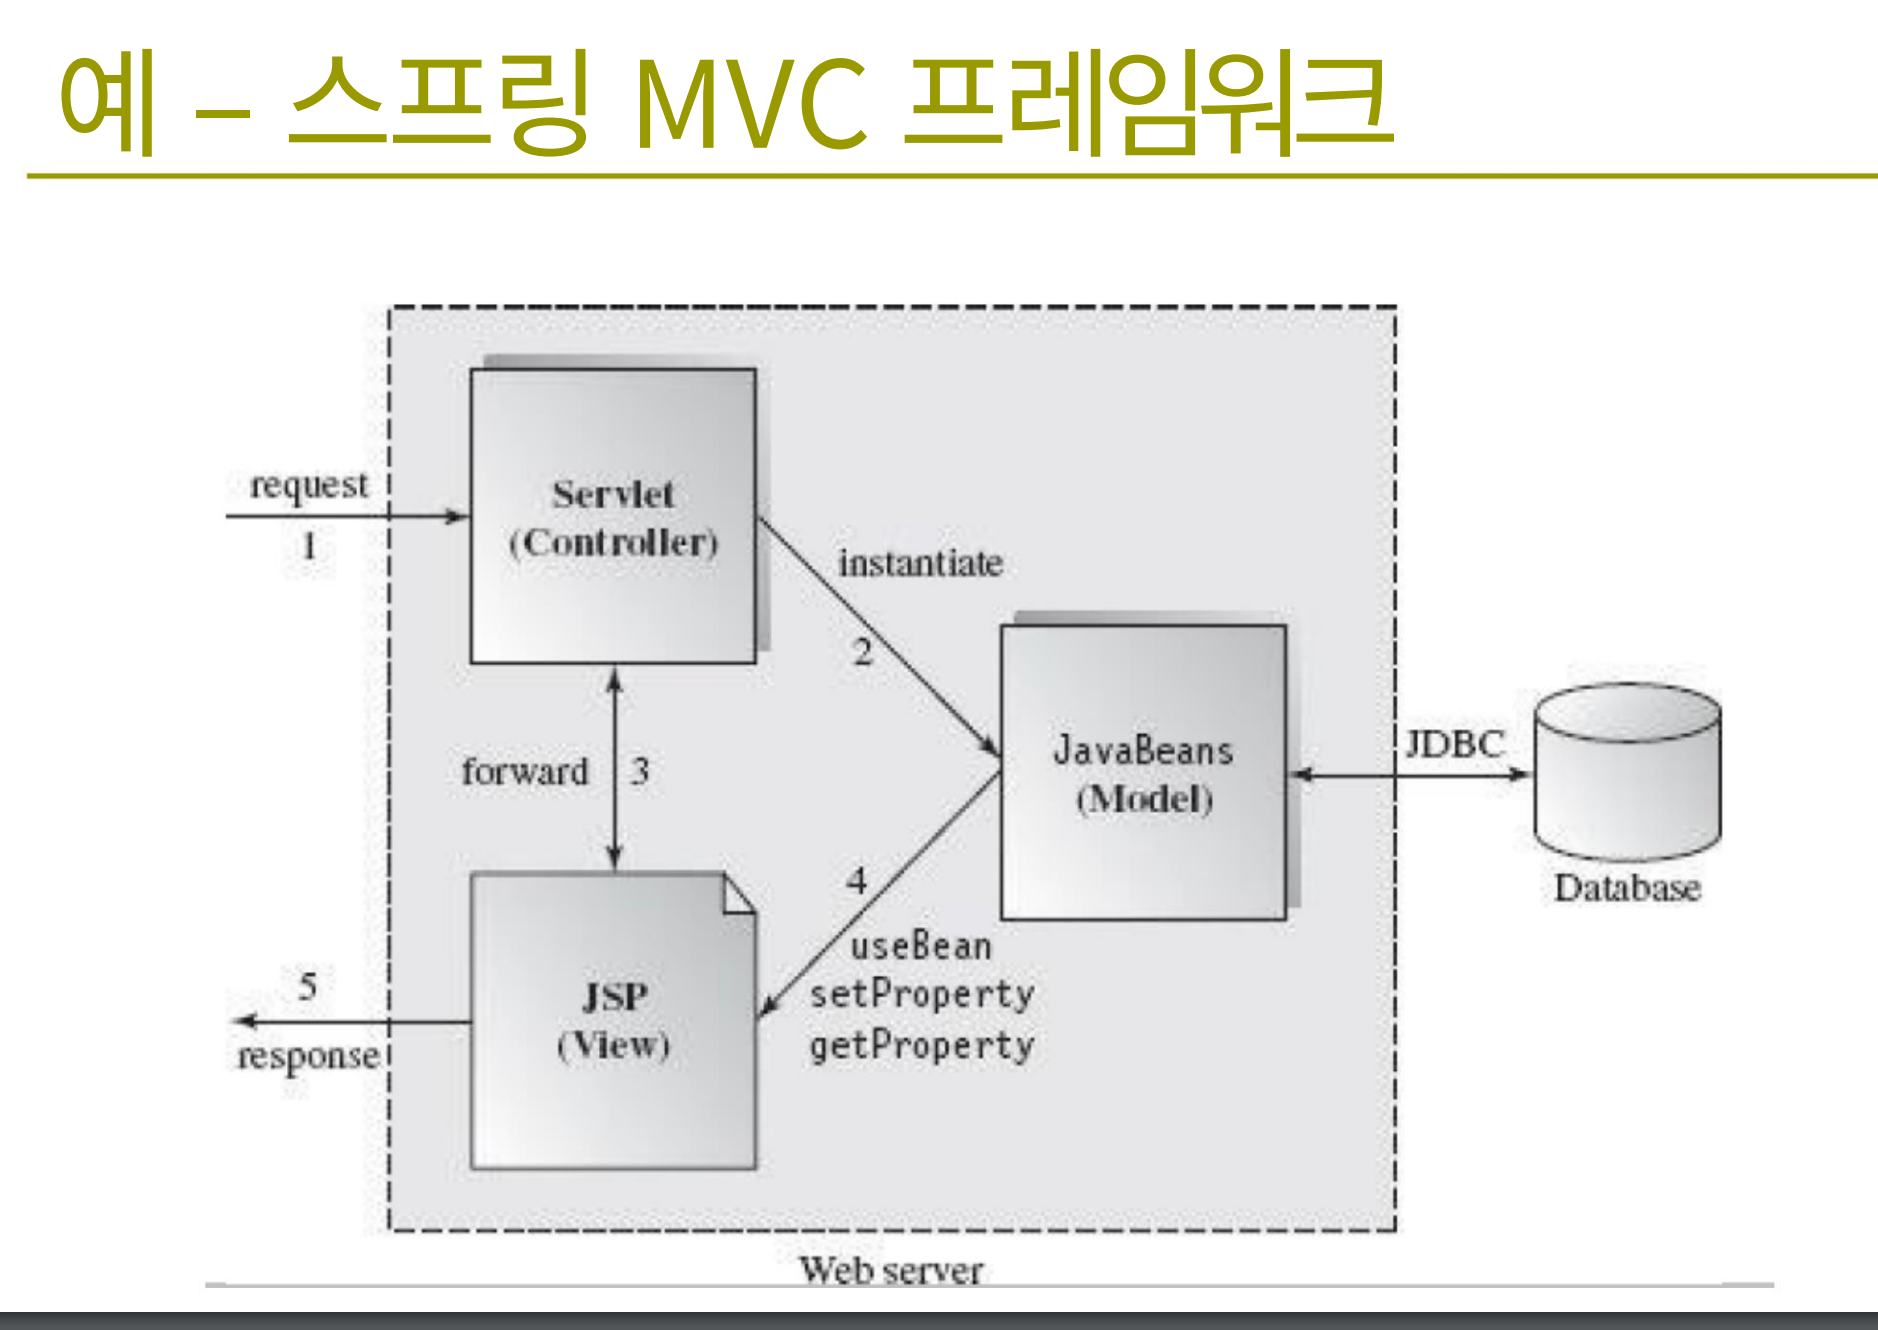 예 – 스프링 MVC 프레임워크
request
1
Servlet
(Controller)
instantiate
2
JavaBeans
(Model)
JDBC
Database
forward 3
4
useBean
setProperty
getProperty
JSP
(View)
5
response
Web server